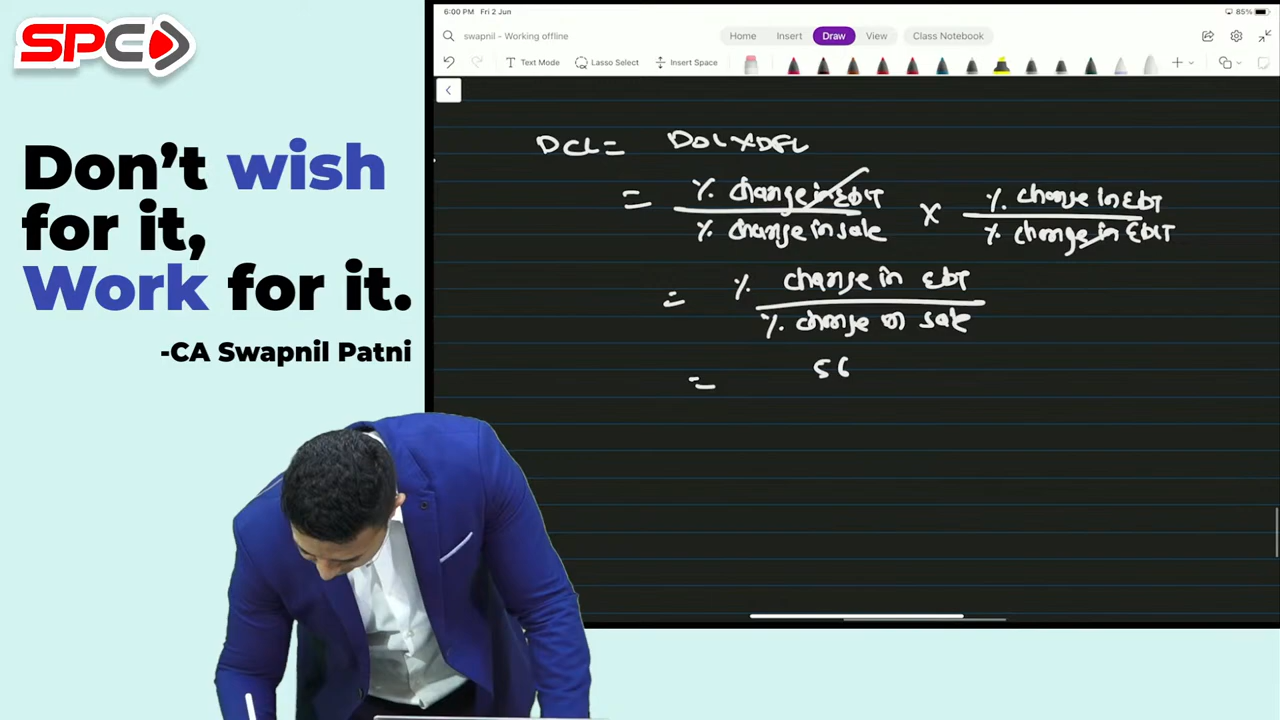 SPC
Don't wish
for it,
Work for it.
-CA Swapnil Patni
6:00 PM Fri 2 Jun
85%
swapnil - Working offline
Home Insert Draw View Class Notebook
Text Mode Lasso Select Insert Space
DCL = DOL X DFL
= % change in EBIT X % change in EBT
% change in sale % change in EBIT
= % change in EBT
% change in sale
= 56